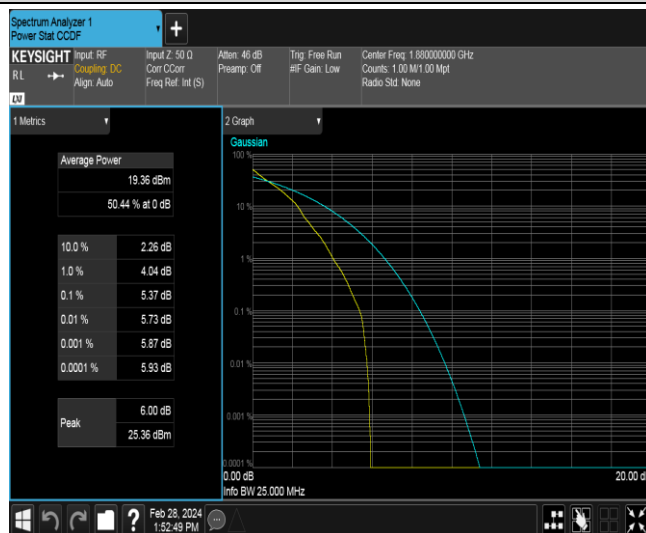 Spectrum Analyzer 1
Power Stat CCDF
+
KEYSIGHT
Input: RF
Coupling: DC
Align: Auto
Input Z: 50 Ω
Corr CCorr
Freq Ref: Int (S)
Atten: 46 dB
Preamp: Off
Trig: Free Run
#IF Gain: Low
Center Freq: 1.880000000 GHz
Counts: 1.00 M/1.00 Mpt
Radio Std: None
RL
LXI
1 Metrics
Average Power
19.36 dBm
50.44 % at 0 dB
10.0 % 2.26 dB
1.0 % 4.04 dB
0.1 % 5.37 dB
0.01 % 5.73 dB
0.001 % 5.87 dB
0.0001 % 5.93 dB
Peak
6.00 dB
25.36 dBm
2 Graph
Gaussian
100 %
10 %
1 %
0.1 %
0.01 %
0.001 %
0.0001 %
0.00 dB
20.00 d
Info BW 25.000 MHz
?
Feb 28, 2024
1:52:49 PM